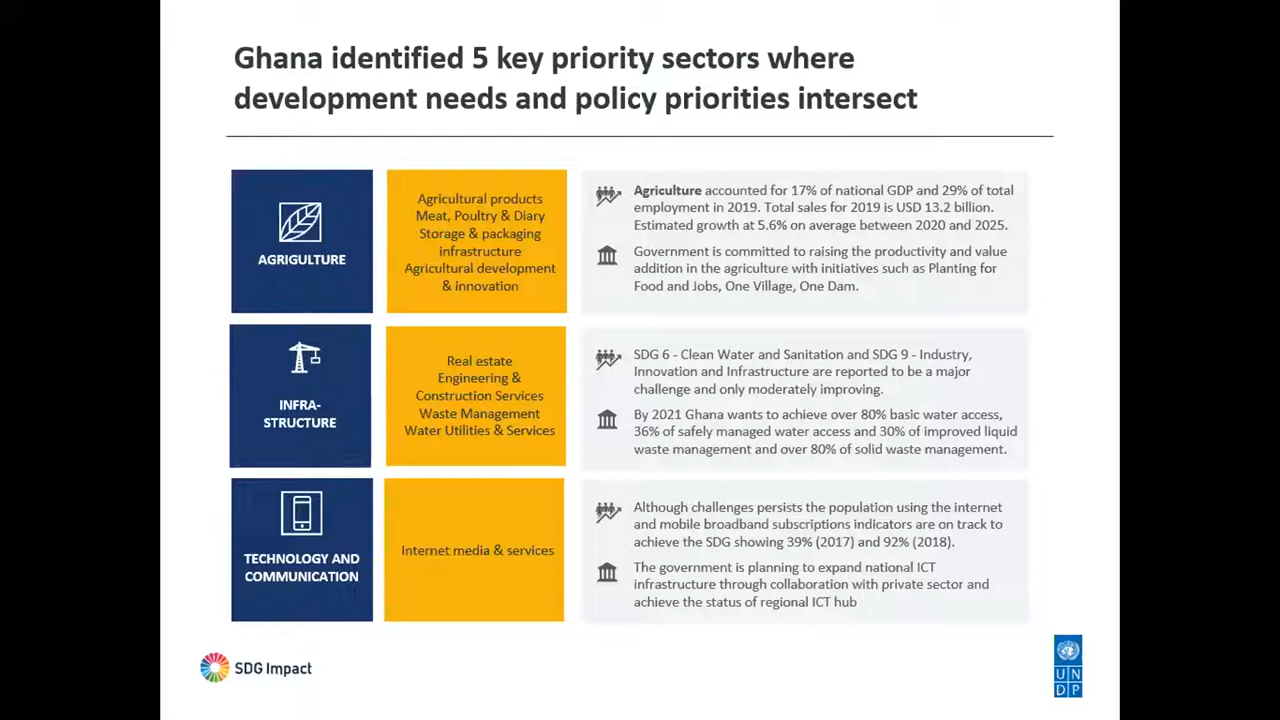 Ghana identified 5 key priority sectors where
development needs and policy priorities intersect
AGRIGULTURE
Agricultural products
Meat, Poultry & Diary
Storage & packaging
infrastructure
Agricultural development
& innovation
Agriculture accounted for 17% of national GDP and 29% of total
employment in 2019. Total sales for 2019 is USD 13.2 billion.
Estimated growth at 5.6% on average between 2020 and 2025.
Government is committed to raising the productivity and value
addition in the agriculture with initiatives such as Planting for
Food and Jobs, One Village, One Dam.
INFRA-
STRUCTURE
Real estate
Engineering &
Construction Services
Waste Management
Water Utilities & Services
SDG 6 - Clean Water and Sanitation and SDG 9 - Industry,
Innovation and Infrastructure are reported to be a major
challenge and only moderately improving.
By 2021 Ghana wants to achieve over 80% basic water access,
36% of safely managed water access and 30% of improved liquid
waste management and over 80% of solid waste management.
TECHNOLOGY AND
COMMUNICATION
Internet media & services
Although challenges persists the population using the internet
and mobile broadband subscriptions indicators are on track to
achieve the SDG showing 39% (2017) and 92% (2018).
The government is planning to expand national ICT
infrastructure through collaboration with private sector and
achieve the status of regional ICT hub
SDG Impact
U N
D P